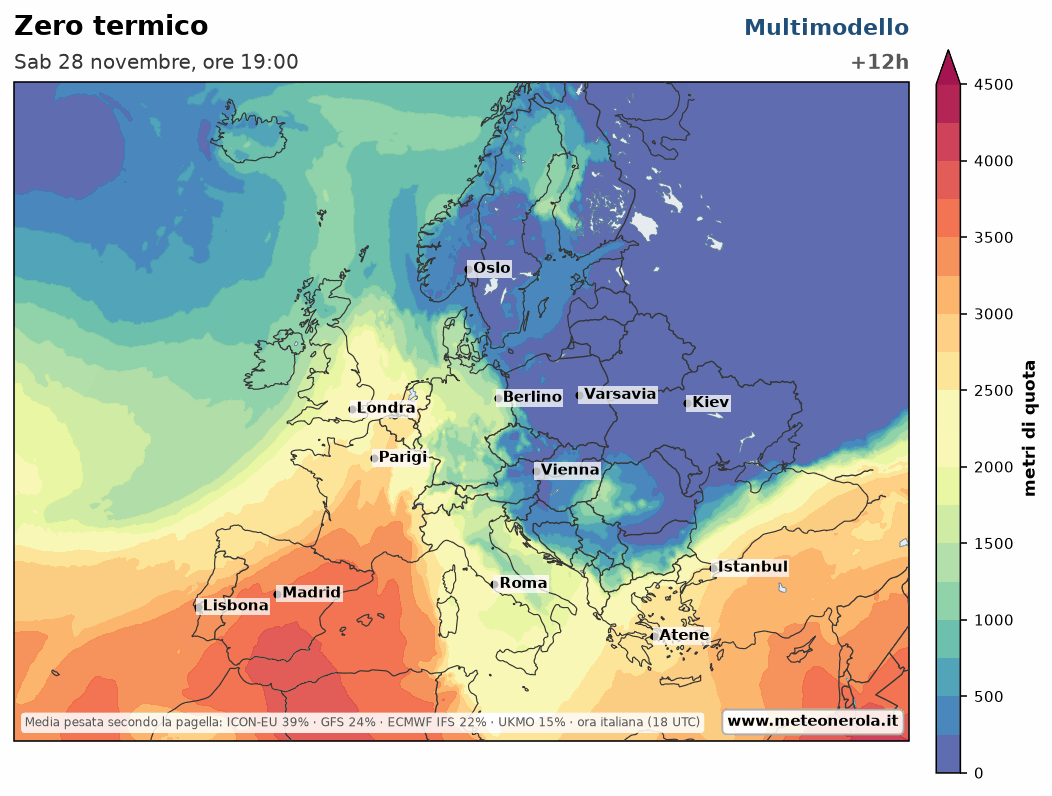 Zero termico
Multimodello
Sab 28 novembre, ore 19:00
+12h
4500
4000
3500
3000
2500
2000
1500
1000
500
0
metri di quota
Oslo
Berlino
Varsavia
Kiev
Londra
Parigi
Vienna
Istanbul
Roma
Madrid
Lisbona
Atene
Media pesata secondo la pagella: ICON-EU 39% · GFS 24% · ECMWF IFS 22% · UKMO 15% · ora italiana (18 UTC)
www.meteonerola.it